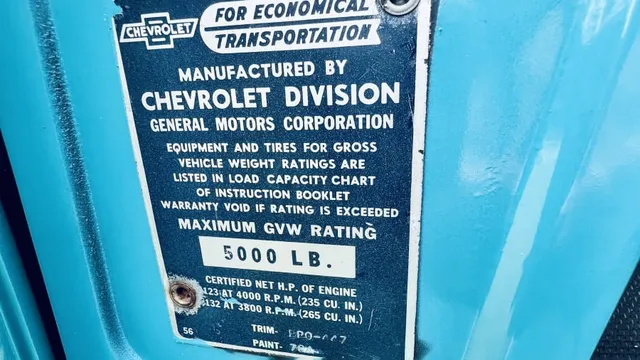 CHEVROLET
FOR ECONOMICAL
TRANSPORTATION
MANUFACTURED BY
CHEVROLET DIVISION
GENERAL MOTORS CORPORATION
EQUIPMENT AND TIRES FOR GROSS
VEHICLE WEIGHT RATINGS ARE
LISTED IN LOAD CAPACITY CHART
OF INSTRUCTION BOOKLET
WARRANTY VOID IF RATING IS EXCEEDED
MAXIMUM GVW RATING
5000 LB.
CERTIFIED NET H.P. OF ENGINE
123 AT 4000 R.P.M. (235 CU. IN.)
132 AT 3800 R.P.M. (265 CU. IN.)
56
TRIM-
PAINT-